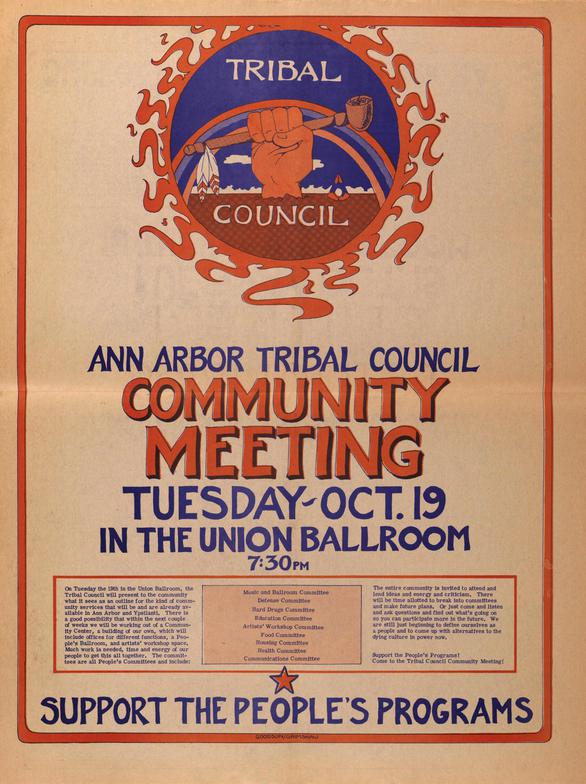 TRIBAL
COUNCIL
ANN ARBOR TRIBAL COUNCIL
COMMUNITY
MEETING
TUESDAY-OCT. 19
IN THE UNION BALLROOM
7:30PM
On Tuesday the 19th in the Union Ballroom, the
Tribal Council will present to the community
what it sees as an outline for the kind of comm-
unity services that will be and are already av-
ailable in Ann Arbor and Ypsilanti. There is
a good possibility that within the next couple
of weeks we will be working out of a Commun-
ity Center, a building of our own, which will
include offices for different functions, a Peo-
ple's Ballroom, and artists' workshop space.
Much work is needed, time and energy of our
people to get this all together. The commit-
tees are all People's Committees and include:
Music and Ballroom Committee
Defense Committee
Hard Drugs Committee
Education Committee
Artists' Workshop Committee
Food Committee
Housing Committee
Health Committee
Communications Committee
The entire community is invited to attend and
lend ideas and energy and criticism. There
will be time allotted to break into committees
and make future plans. Or just come and listen
and ask questions and find out what's going on
so you can participate more in the future. We
are still just beginning to define ourselves as
a people and to come up with alternatives to the
dying culture in power now.
Support the People's Programs!
Come to the Tribal Council Community Meeting!
SUPPORT THE PEOPLE'S PROGRAMS
GOODSON/GRIMSHAW